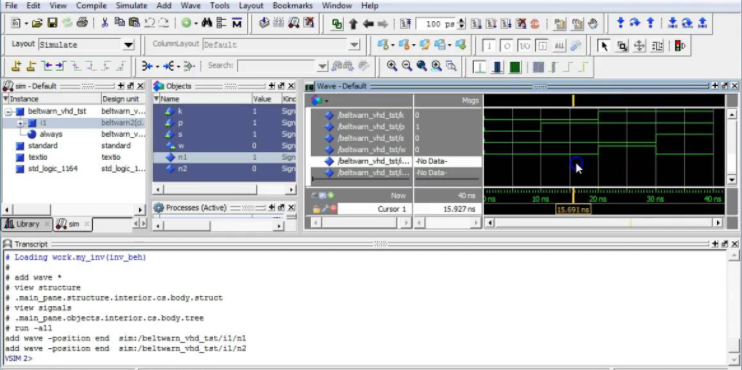 File Edit View Compile Simulate Add Wave Tools Layout Bookmarks Window Help
100 ps
Layout Simulate
ColumnLayout Default
Search:
sim - Default
Instance Design unit
beltwarn_vhd_tst beltwarn_v...
i1 beltwarn2(d...
always beltwarn_v...
standard standard
textio textio
std_logic_1164 std_logic_1...
Library sim
Objects
Name Value Kind
k 1 Sign
p 1 Sign
s 1 Sign
w 0 Sign
n1 1 Sign
n2 0 Sign
Processes (Active)
Wave - Default
Msgs
/beltwarn_vhd_tst/k 0
/beltwarn_vhd_tst/p 1
/beltwarn_vhd_tst/s 0
/beltwarn_vhd_tst/w 0
/beltwarn_vhd_tst/i... -No Data-
/beltwarn_vhd_tst/i... -No Data-
Now 40 ns
Cursor 1 15.927 ns
0 ns 10 ns 20 ns 30 ns 40 ns
15.691 ns
Transcript
# Loading work.my_inv(inv_beh)
#
# add wave *
# view structure
# .main_pane.structure.interior.cs.body.struct
# view signals
# .main_pane.objects.interior.cs.body.tree
# run -all
add wave -position end sim:/beltwarn_vhd_tst/i1/n1
add wave -position end sim:/beltwarn_vhd_tst/i1/n2
VSIM 2>